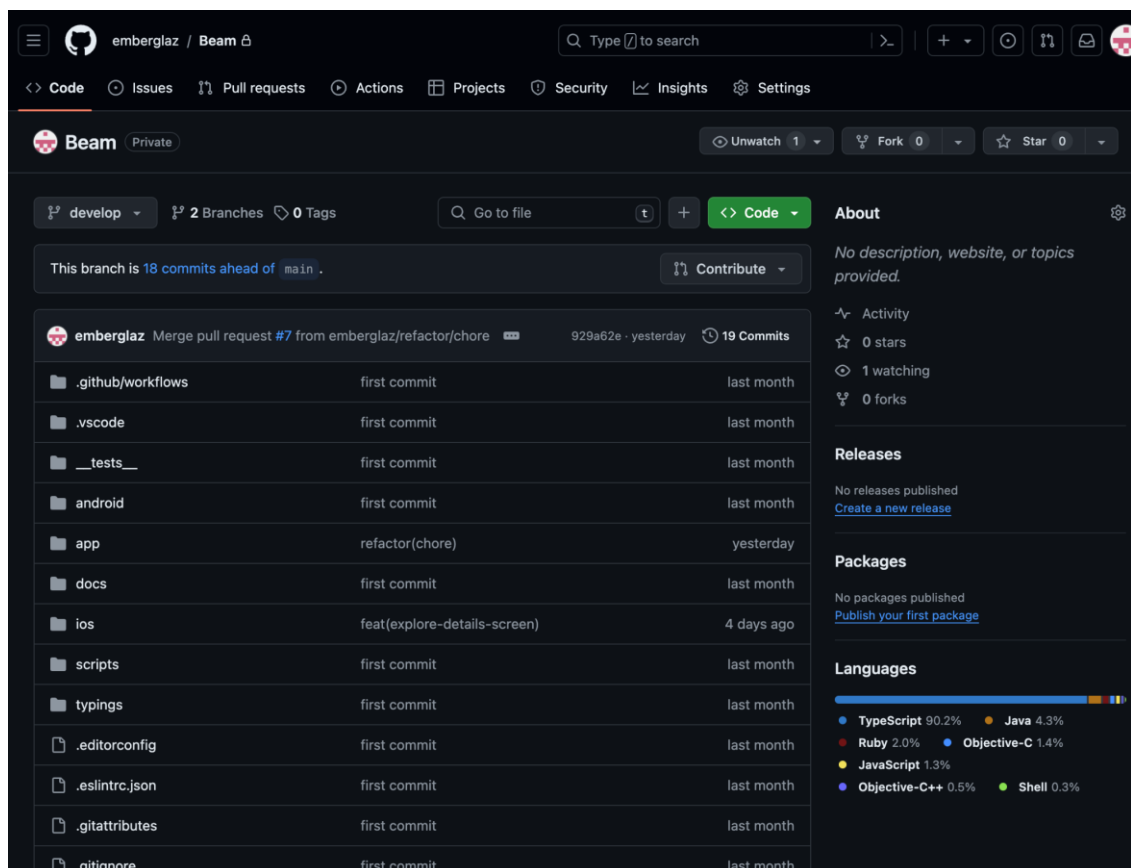 emberglaz / Beam
Type / to search
Code Issues Pull requests Actions Projects Security Insights Settings
Beam Private
Unwatch 1 Fork 0 Star 0
develop 2 Branches 0 Tags Go to file t Code
This branch is 18 commits ahead of main . Contribute
emberglaz Merge pull request #7 from emberglaz/refactor/chore 929a62e · yesterday 19 Commits
.github/workflows first commit last month
.vscode first commit last month
__tests__ first commit last month
android first commit last month
app refactor(chore) yesterday
docs first commit last month
ios feat(explore-details-screen) 4 days ago
scripts first commit last month
typings first commit last month
.editorconfig first commit last month
.eslintrc.json first commit last month
.gitattributes first commit last month
.gitignore first commit last month
About
No description, website, or topics
provided.
Activity
0 stars
1 watching
0 forks
Releases
No releases published
Create a new release
Packages
No packages published
Publish your first package
Languages
TypeScript 90.2% Java 4.3%
Ruby 2.0% Objective-C 1.4%
JavaScript 1.3%
Objective-C++ 0.5% Shell 0.3%